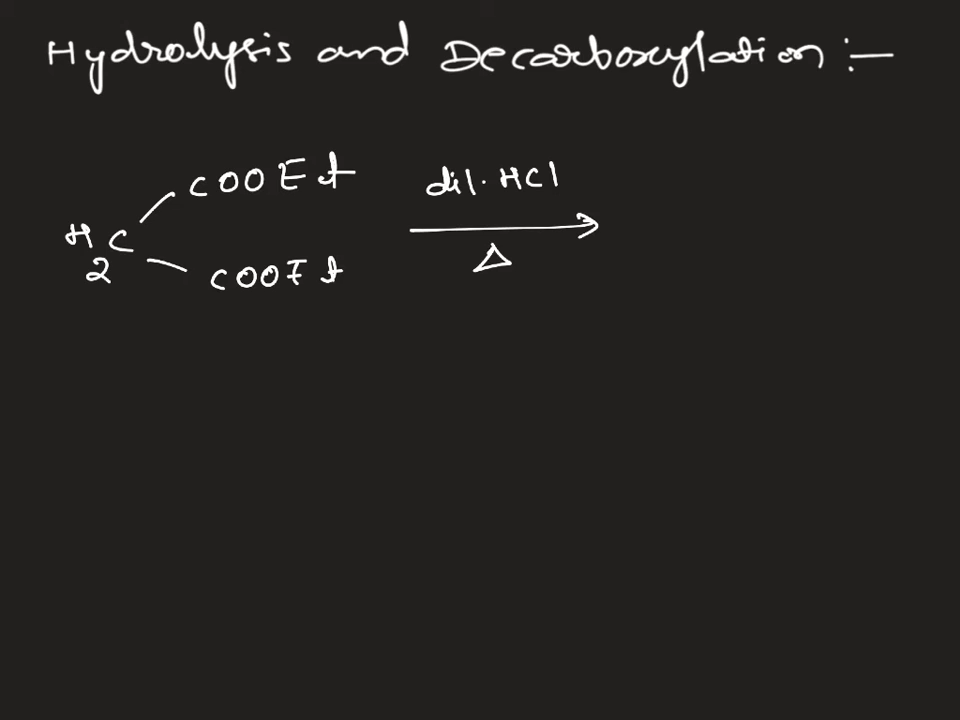 Hydrolysis and Decarboxylation :-
COOEt
dil. HCl
H2C
COOEt
Δ